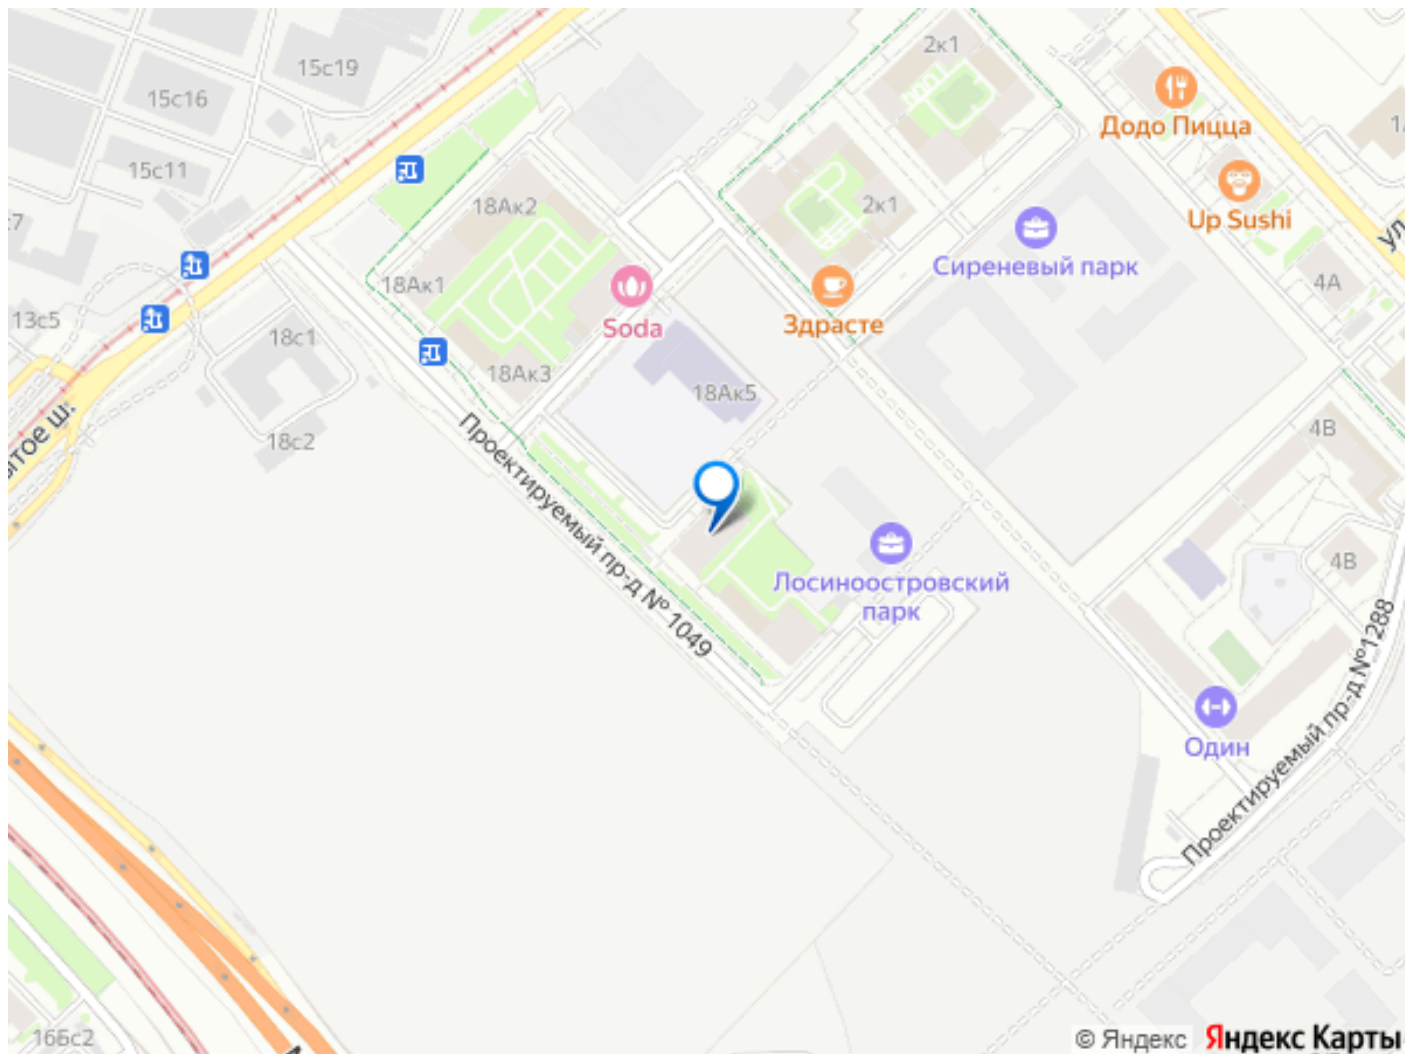 2к1
15с19
15с16
Додо Пицца
15с11
Up Sushi
18Ак2
2к1
Сиреневый парк
ул.
18Ак1
4А
13с5
Soda
Здрасте
18с1
18Ак3
18Ак5
18с2
4В
Проектируемый пр-д № 1049
Лосиноостровский
парк
4В
Проектируемый пр-д №1288
Один
16Бс2
© Яндекс Яндекс Карты